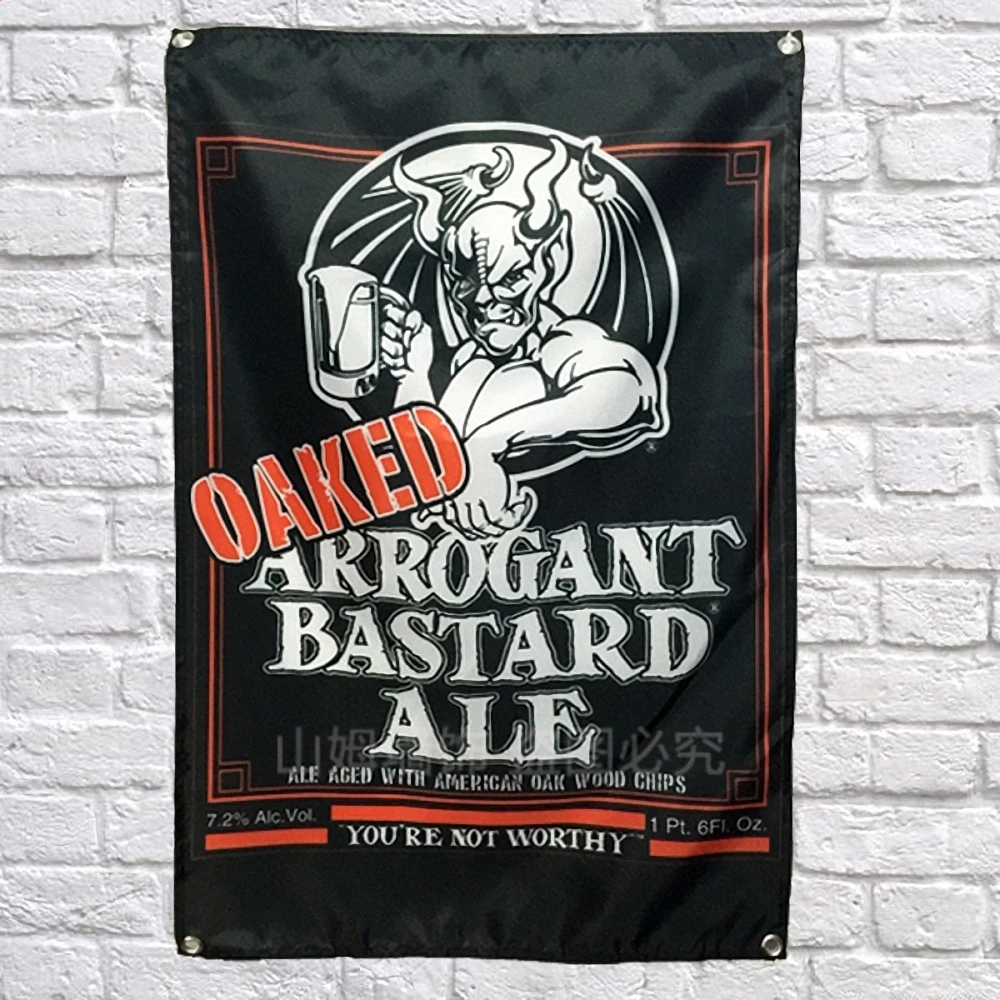 OAKED
ARROGANT
BASTARD®
ALE
ALE AGED WITH AMERICAN OAK WOOD CHIPS
7.2% Alc.Vol.
1 Pt. 6Fl. Oz.
"YOU'RE NOT WORTHY"™